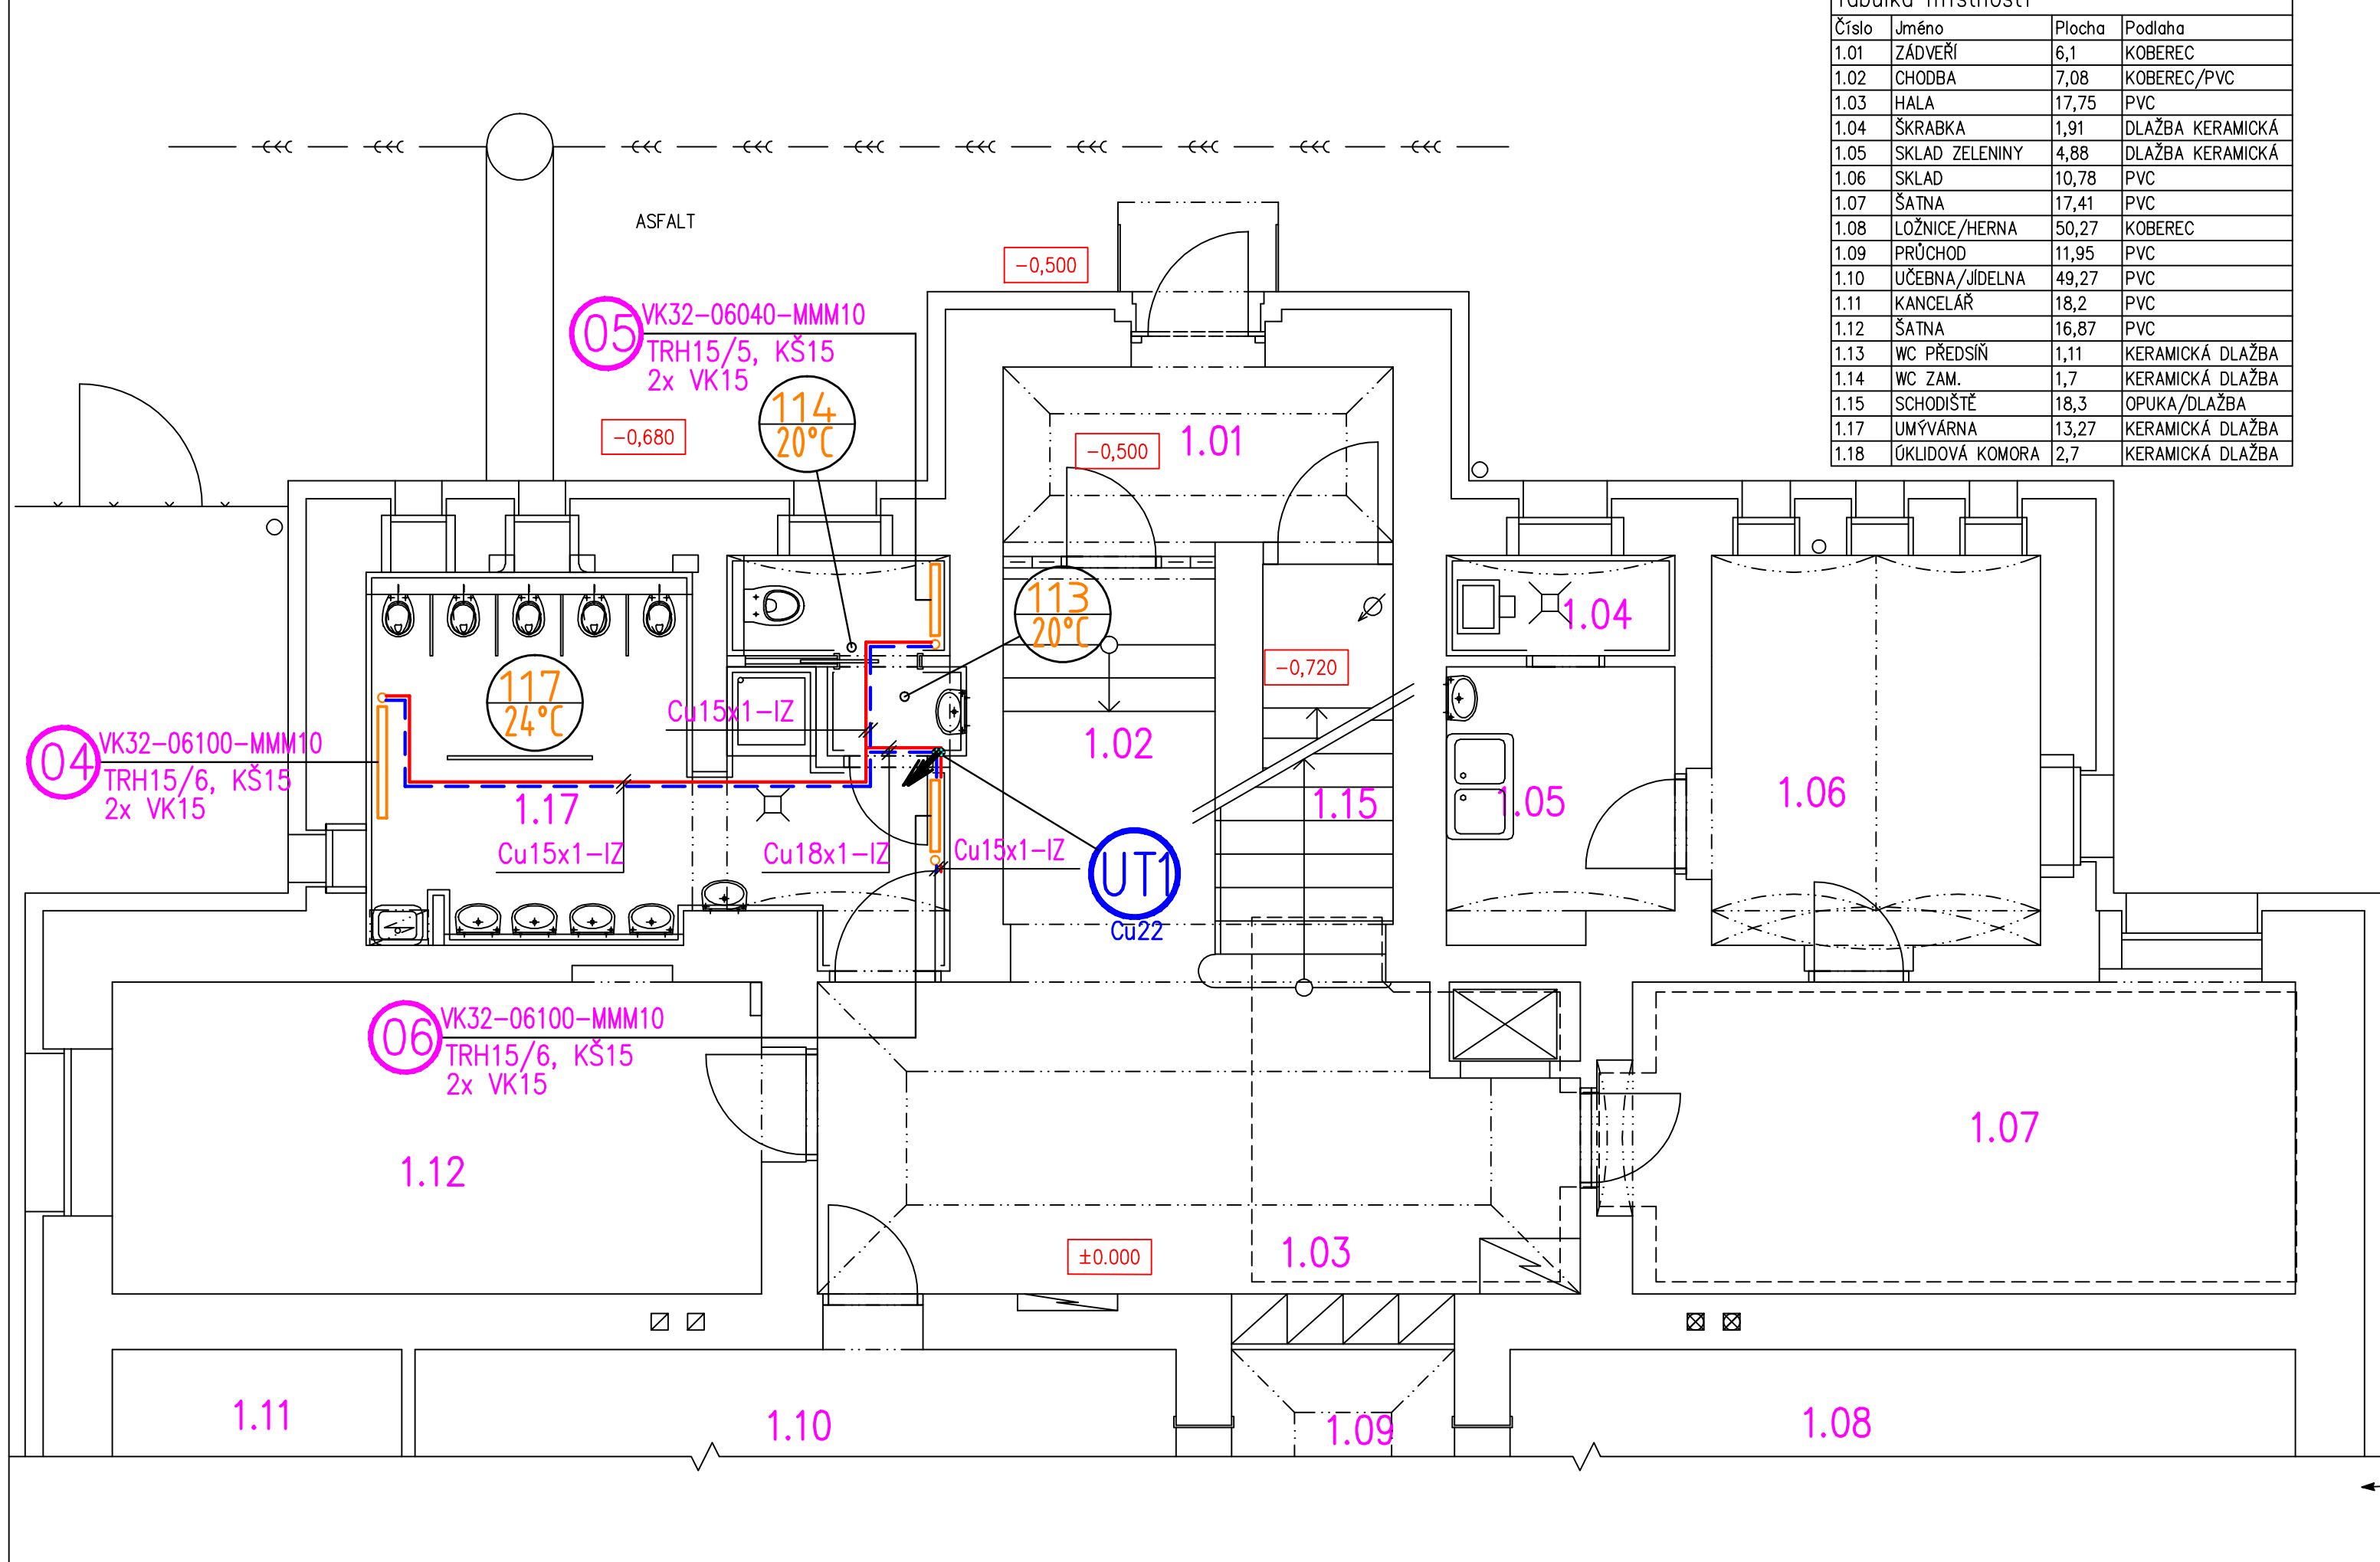 Tabulka místností
Číslo Jméno Plocha Podlaha
1.01 ZÁDVEŘÍ 6,1 KOBEREC
1.02 CHODBA 7,08 KOBEREC/PVC
1.03 HALA 17,75 PVC
1.04 ŠKRABKA 1,91 DLAŽBA KERAMICKÁ
1.05 SKLAD ZELENINY 4,88 DLAŽBA KERAMICKÁ
1.06 SKLAD 10,78 PVC
1.07 ŠATNA 17,41 PVC
1.08 LOŽNICE/HERNA 50,27 KOBEREC
1.09 PRŮCHOD 11,95 PVC
1.10 UČEBNA/JÍDELNA 49,27 PVC
1.11 KANCELÁŘ 18,2 PVC
1.12 ŠATNA 16,87 PVC
1.13 WC PŘEDSÍŇ 1,11 KERAMICKÁ DLAŽBA
1.14 WC ZAM. 1,7 KERAMICKÁ DLAŽBA
1.15 SCHODIŠTĚ 18,3 OPUKA/DLAŽBA
1.17 UMÝVÁRNA 13,27 KERAMICKÁ DLAŽBA
1.18 ÚKLIDOVÁ KOMORA 2,7 KERAMICKÁ DLAŽBA
ASFALT
-0,500
05
VK32-06040-MMM10
TRH15/5, KŠ15
2x VK15
114
20°C
-0,680
-0,500
1.01
113
20°C
1.04
-0,720
117
24°C
Cu15x1-IZ
04
VK32-06100-MMM10
TRH15/6, KŠ15
2x VK15
1.02
1.17
1.15
1.05
1.06
Cu15x1-IZ
Cu18x1-IZ
Cu15x1-IZ
UT1
Cu22
06
VK32-06100-MMM10
TRH15/6, KŠ15
2x VK15
1.12
1.07
±0.000
1.03
1.11
1.10
1.09
1.08